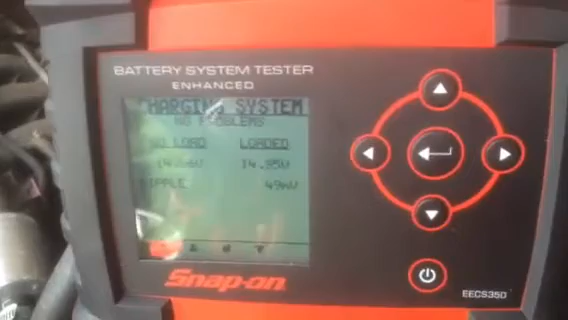 BATTERY SYSTEM TESTER
ENHANCED
CHARGING SYSTEM
NO PROBLEMS
NO LOAD LOADED
14.35V
RIPPLE 49mV
Snap-on
EECS350